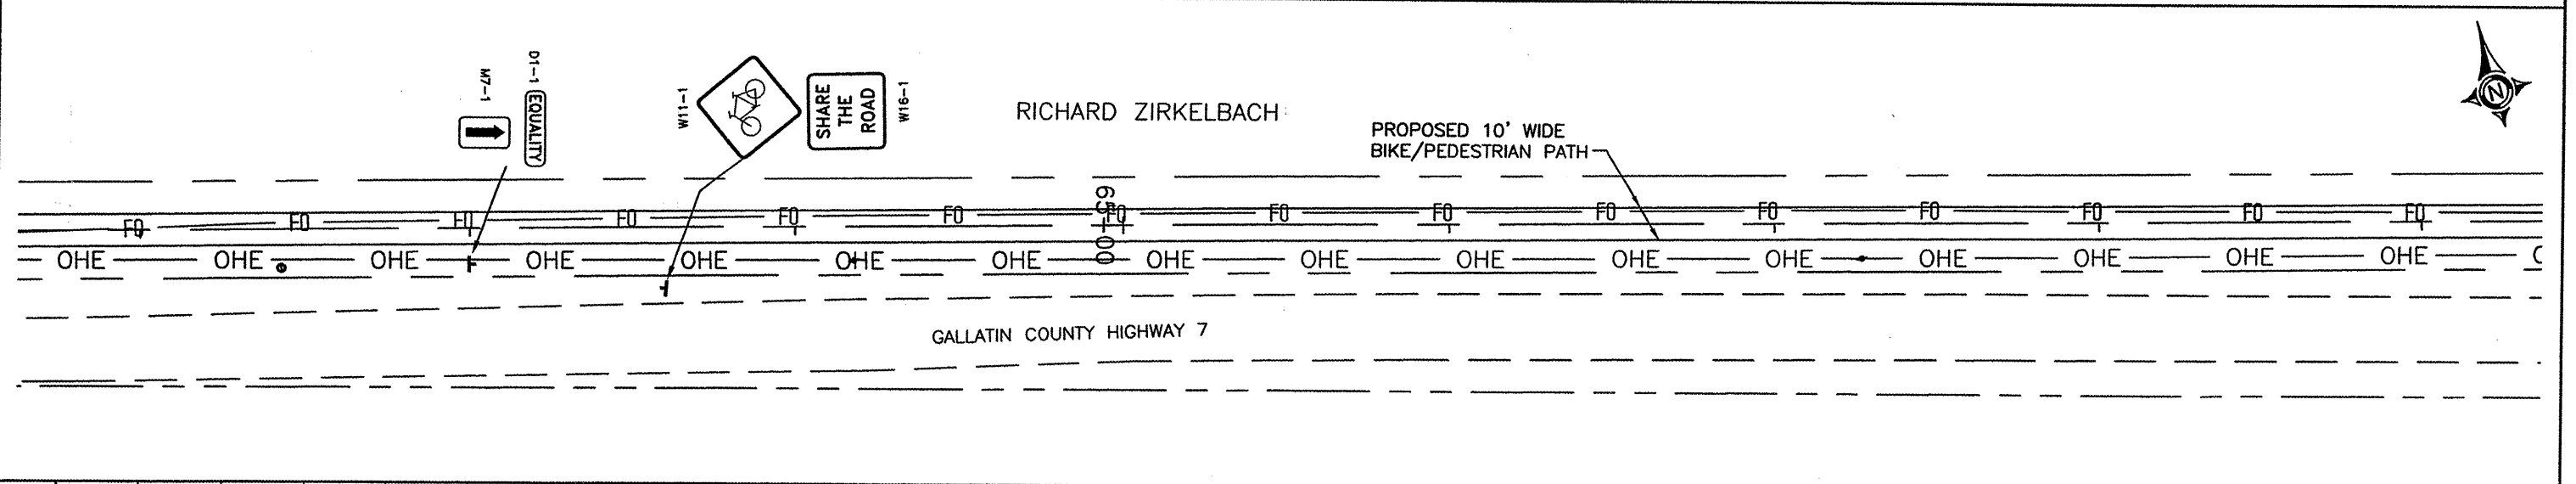 M7-1
D1-1
EQUALITY
W11-1
SHARE
THE
ROAD
W16-1
RICHARD ZIRKELBACH
PROPOSED 10' WIDE
BIKE/PEDESTRIAN PATH
N
FO FO FO FO FO FO FO FO FO FO FO FO FO FO FO
65+00
OHE OHE OHE OHE OHE OHE OHE OHE OHE OHE OHE OHE OHE OHE OHE OHE
GALLATIN COUNTY HIGHWAY 7